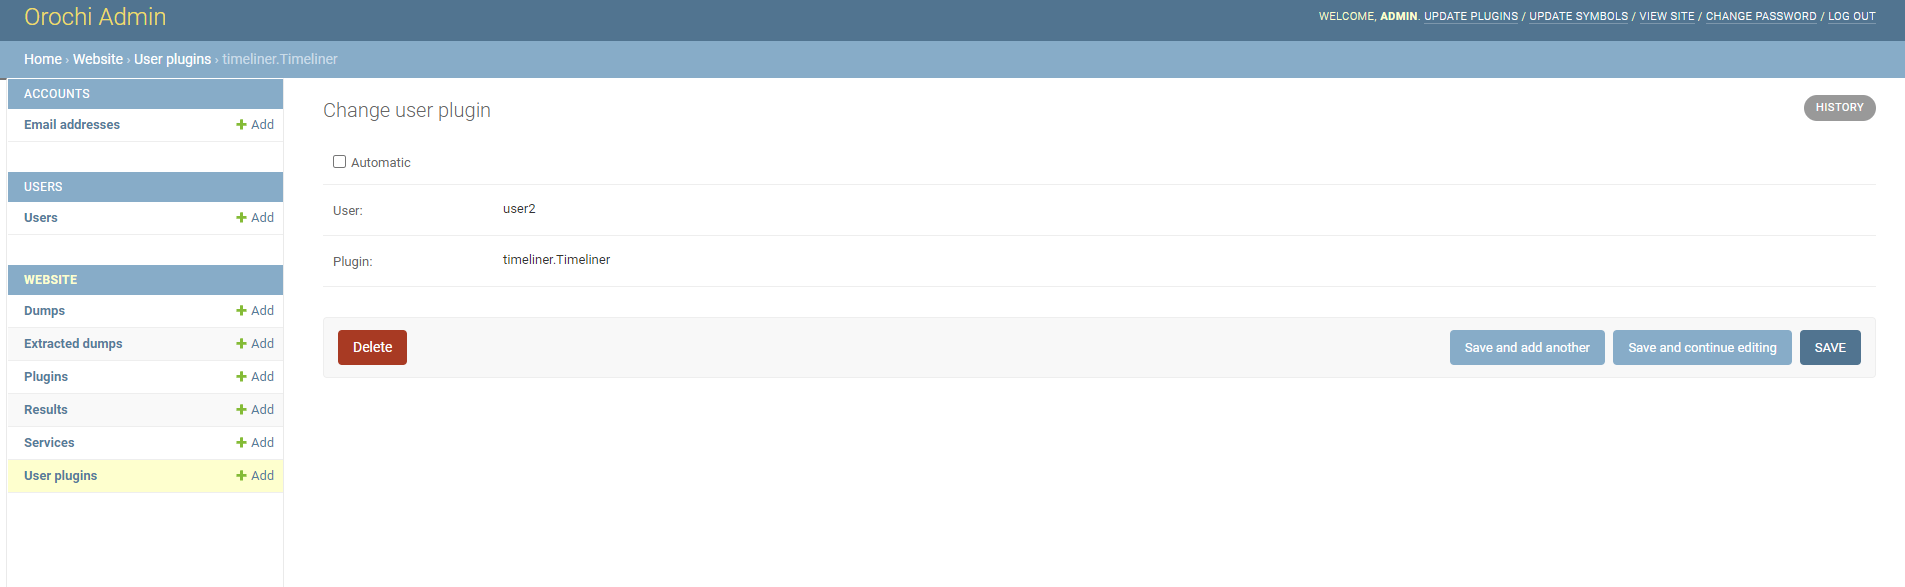 Orochi Admin
WELCOME, ADMIN. UPDATE PLUGINS / UPDATE SYMBOLS / VIEW SITE / CHANGE PASSWORD / LOG OUT
Home › Website › User plugins › timeliner.Timeliner
ACCOUNTS
Email addresses Add
USERS
Users Add
WEBSITE
Dumps Add
Extracted dumps Add
Plugins Add
Results Add
Services Add
User plugins Add
Change user plugin
HISTORY
Automatic
User: user2
Plugin: timeliner.Timeliner
Delete
Save and add another
Save and continue editing
SAVE